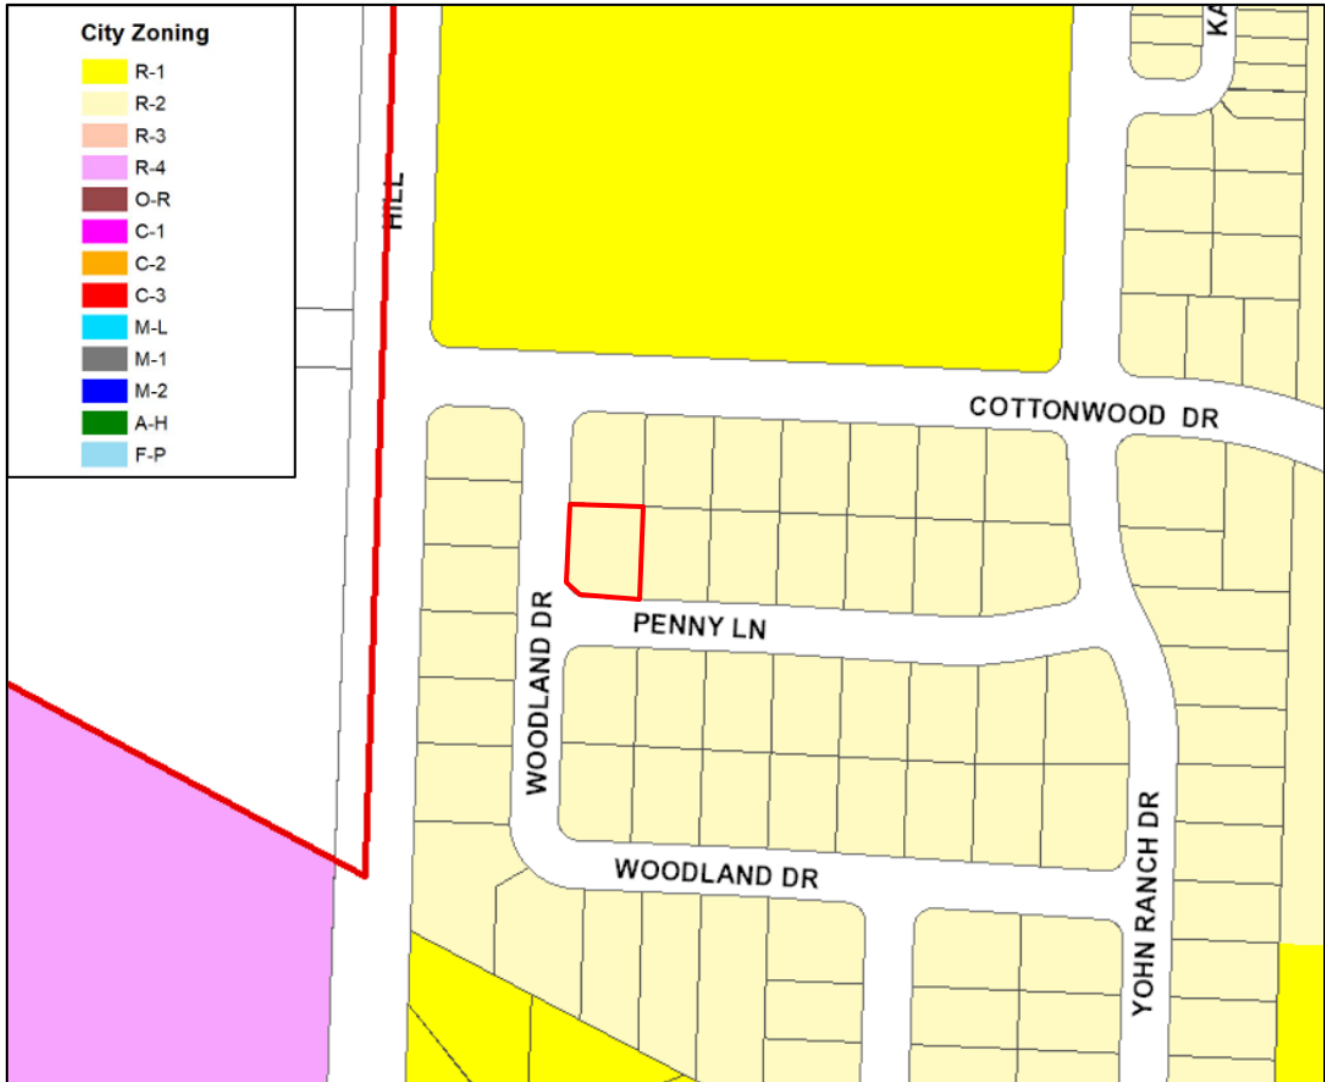 City Zoning
R-1
R-2
R-3
R-4
O-R
C-1
C-2
C-3
M-L
M-1
M-2
A-H
F-P
KA
HILL
COTTONWOOD DR
PENNY LN
WOODLAND DR
WOODLAND DR
YOHN RANCH DR